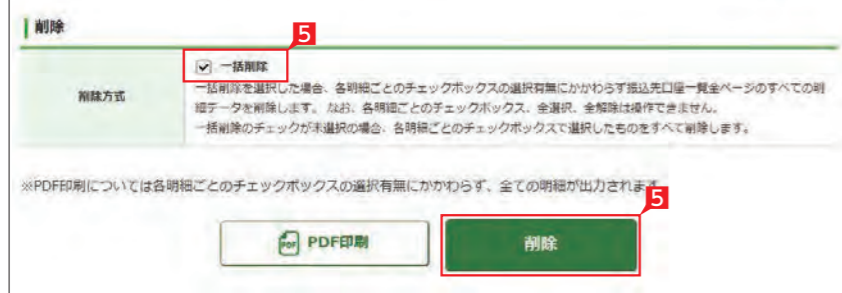 削除
5
一括削除
削除方式
一括削除を選択した場合、各明細ごとのチェックボックスの選択有無にかかわらず振込先口座一覧全ページのすべての明
細データを削除します。なお、各明細ごとのチェックボックス、全選択、全解除は操作できません。
一括削除のチェックが未選択の場合、各明細ごとのチェックボックスで選択したものをすべて削除します。
※PDF印刷については各明細ごとのチェックボックスの選択有無にかかわらず、全ての明細が出力されます
5
PDF PDF印刷
削除